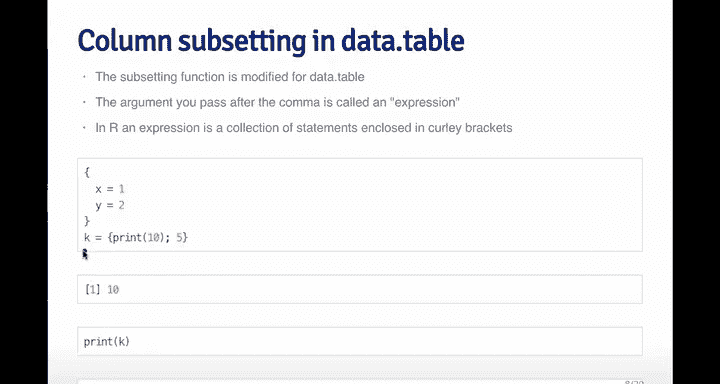 Column subsetting in data.table
· The subsetting function is modified for data.table
· The argument you pass after the comma is called an "expression"
· In R an expression is a collection of statements enclosed in curley brackets
{
x = 1
y = 2
}
k = {print(10); 5}
[1] 10
print(k)